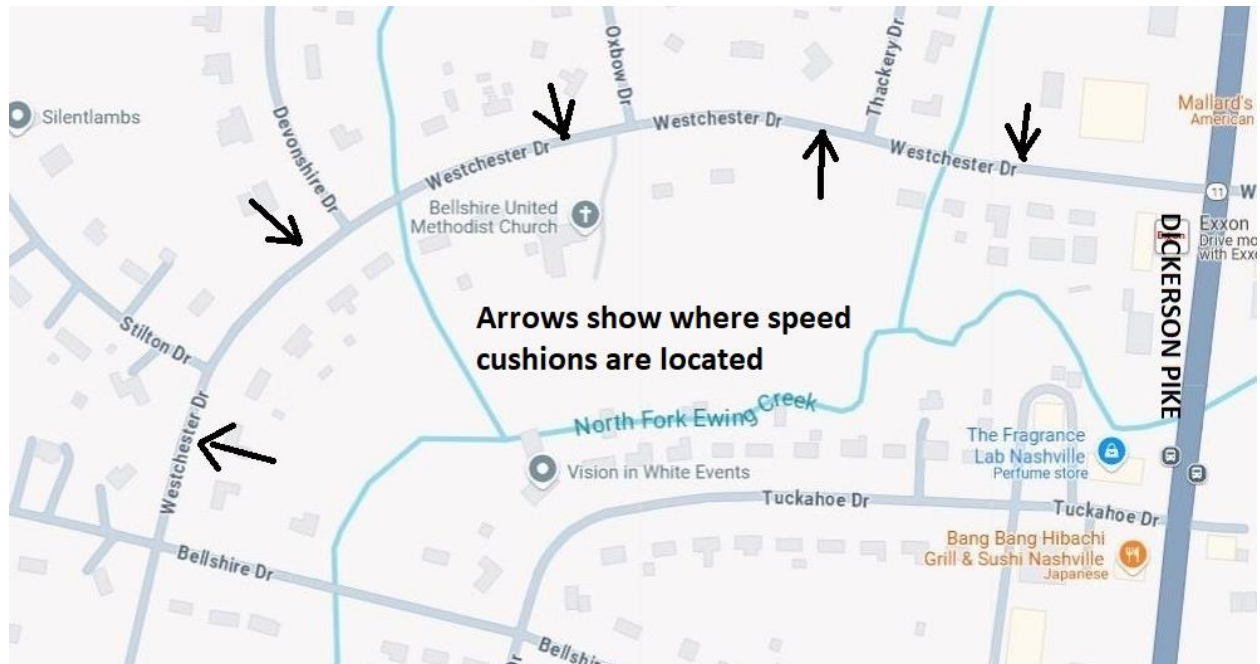 Oxbow Dr
Thackery Dr
Silentlambs
Devonshire Dr
Westchester Dr
Westchester Dr
Westchester Dr
Mallard's
American
11
W
Bellshire United
Methodist Church
Exxon
Drive mo
with Exxo
DICKERSON PIKE
Arrows show where speed
cushions are located
Stilton Dr
Westchester Dr
North Fork Ewing Creek
The Fragrance
Lab Nashville
Perfume store
Vision in White Events
Tuckahoe Dr
Tuckahoe Dr
Bang Bang Hibachi
Grill & Sushi Nashville
Japanese
Bellshire Dr
Bellshi
Dr